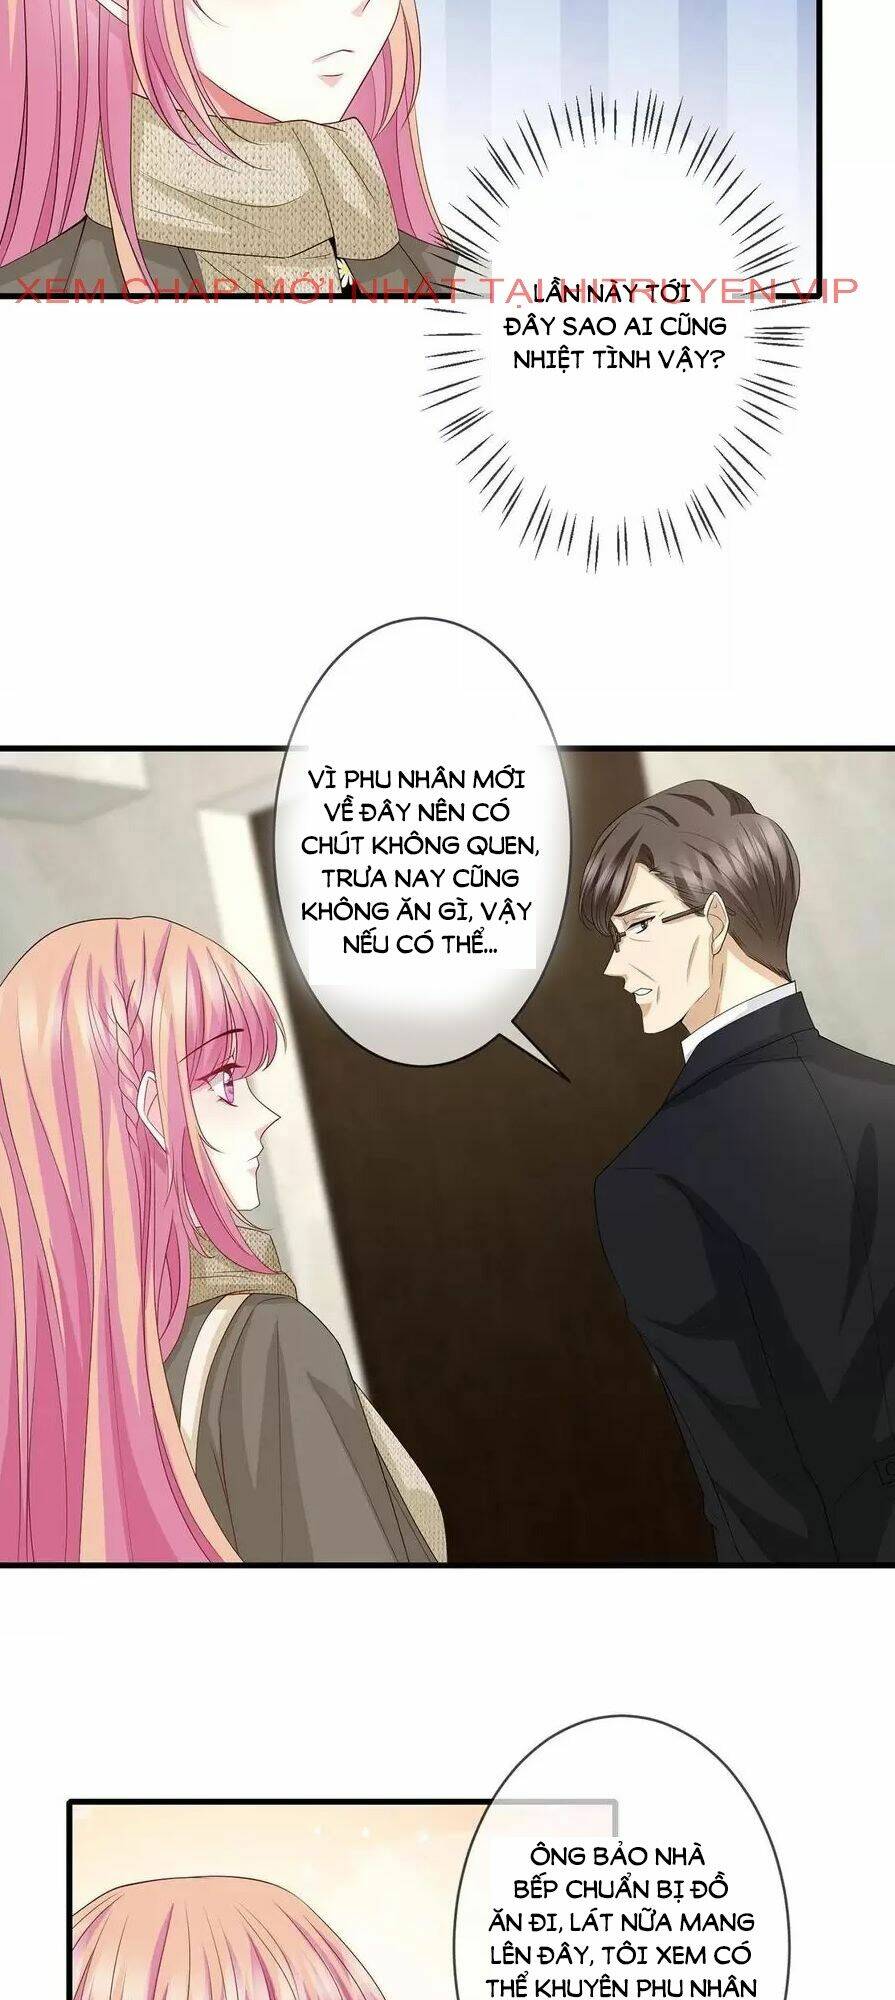 XEM CHAP MỚI NHẤT TẠI HITRUYEN.VIP
LẦN NÀY TỚI
ĐÂY SAO AI CŨNG
NHIỆT TÌNH VẬY?
VÌ PHU NHÂN MỚI
VỀ ĐÂY NÊN CÓ
CHÚT KHÔNG QUEN,
TRƯA NAY CŨNG
KHÔNG ĂN GÌ, VẬY
NẾU CÓ THỂ...
ÔNG BẢO NHÀ
BẾP CHUẨN BỊ ĐỒ
ĂN ĐI, LÁT NỮA MANG
LÊN ĐÂY, TÔI XEM CÓ
THỂ KHUYÊN PHU NHÂN